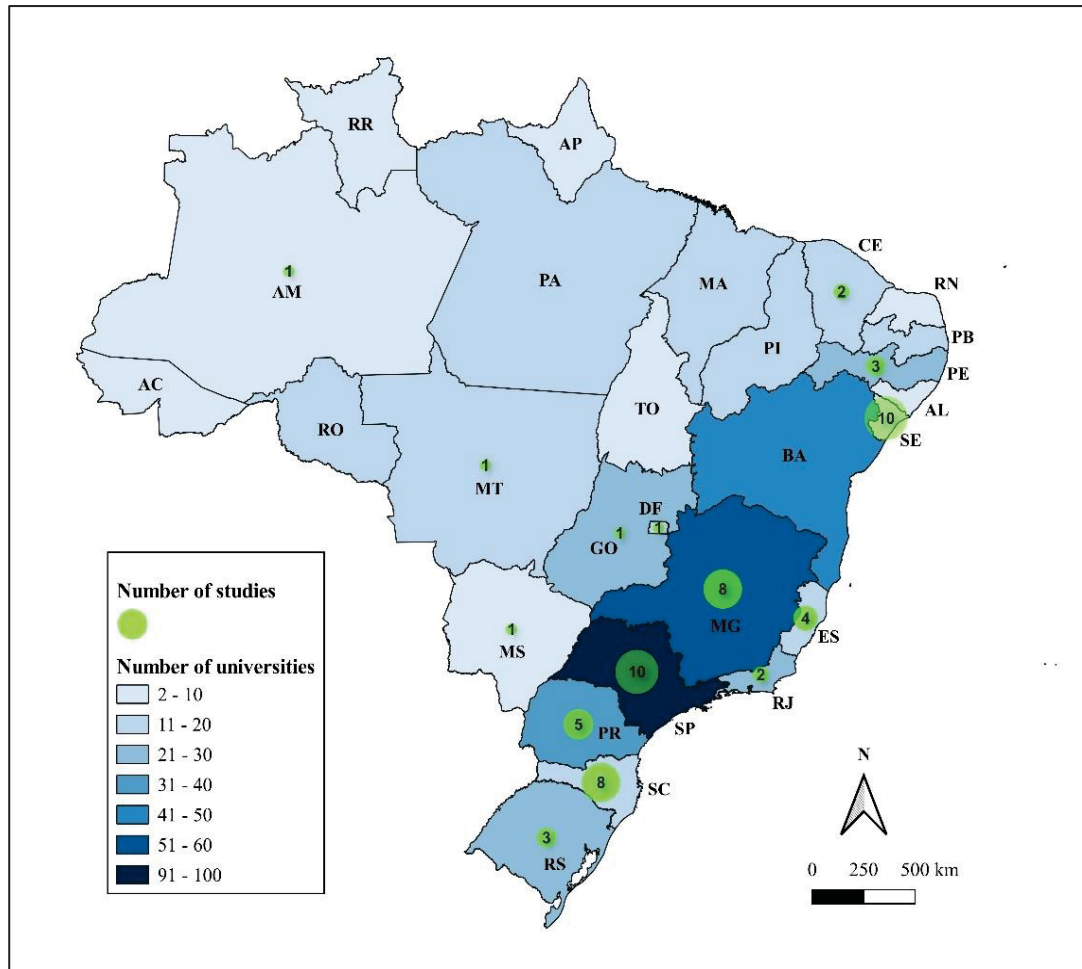 RR
AP
CE
1
AM
PA
MA
2
RN
PI
PB
3
PE
AC
TO
10
AL
RO
SE
BA
1
MT
DF
1
1
GO
Number of studies
8
4
MG
ES
1
MS
Number of universities
2 - 10
10
2
11 - 20
RJ
21 - 30
5
PR
SP
31 - 40
N
41 - 50
8
SC
51 - 60
3
91 - 100
RS
0 250 500 km